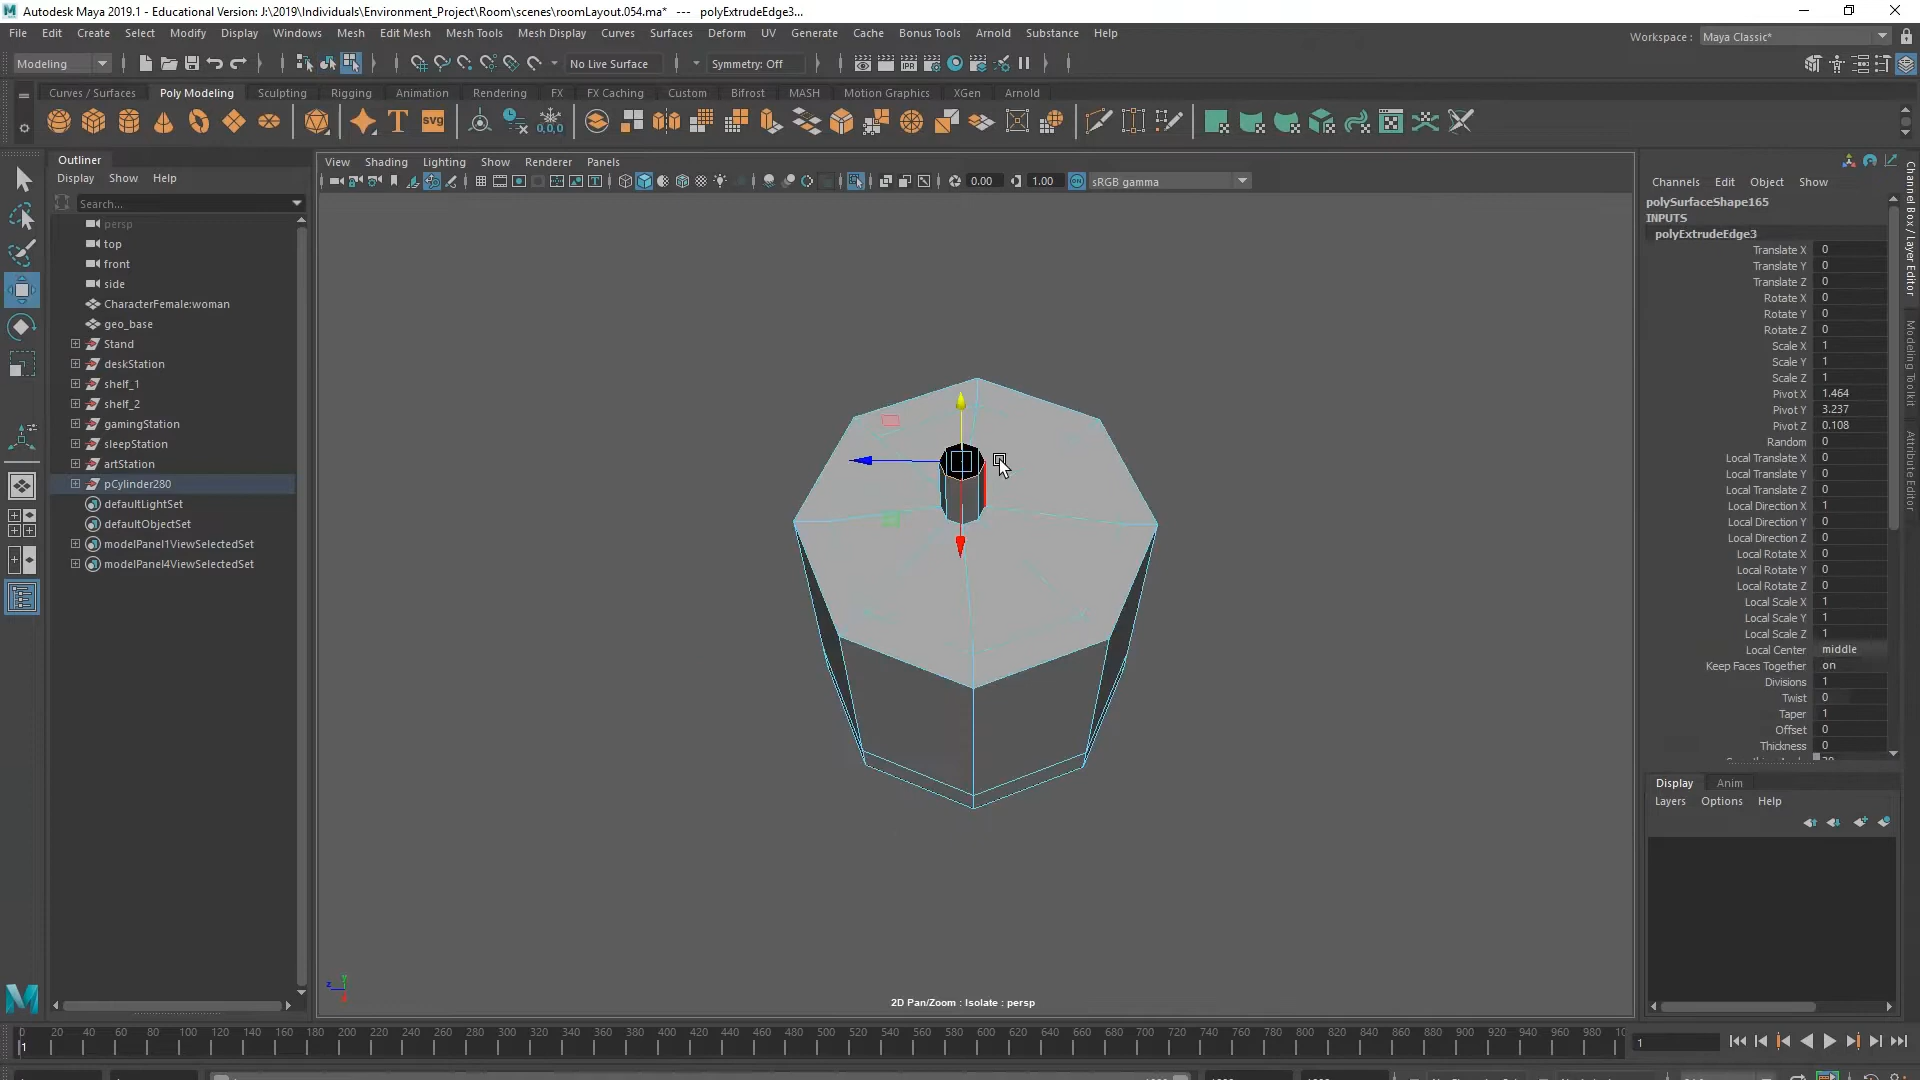 Autodesk Maya 2019.1 - Educational Version: J:\2019\Individuals\Environment_Project\Room\scenes\roomLayout.054.ma* --- polyExtrudeEdge3...
File Edit Create Select Modify Display Windows Mesh Edit Mesh Mesh Tools Mesh Display Curves Surfaces Deform UV Generate Cache Bonus Tools Arnold Substance Help
Workspace : Maya Classic*
Modeling No Live Surface Symmetry: Off
Curves / Surfaces Poly Modeling Sculpting Rigging Animation Rendering FX FX Caching Custom Bifrost MASH Motion Graphics XGen Arnold
Outliner
Display Show Help
Search...
persp
top
front
side
CharacterFemale:woman
geo_base
Stand
deskStation
shelf_1
shelf_2
gamingStation
sleepStation
artStation
pCylinder280
defaultLightSet
defaultObjectSet
modelPanel1ViewSelectedSet
modelPanel4ViewSelectedSet
View Shading Lighting Show Renderer Panels
0.00 1.00 ON sRGB gamma
2D Pan/Zoom : Isolate : persp
Channels Edit Object Show
polySurfaceShape165
INPUTS
polyExtrudeEdge3
Translate X 0
Translate Y 0
Translate Z 0
Rotate X 0
Rotate Y 0
Rotate Z 0
Scale X 1
Scale Y 1
Scale Z 1
Pivot X 1.464
Pivot Y 3.237
Pivot Z 0.108
Random 0
Local Translate X 0
Local Translate Y 0
Local Translate Z 0
Local Direction X 1
Local Direction Y 0
Local Direction Z 0
Local Rotate X 0
Local Rotate Y 0
Local Rotate Z 0
Local Scale X 1
Local Scale Y 1
Local Scale Z 1
Local Center middle
Keep Faces Together on
Divisions 1
Twist 0
Taper 1
Offset 0
Thickness 0
Channel Box / Layer Editor
Modeling Toolkit
Attribute Editor
Display Anim
Layers Options Help
0 20 40 60 80 100 120 140 160 180 200 220 240 260 280 300 320 340 360 380 400 420 440 460 480 500 520 540 560 580 600 620 640 660 680 700 720 740 760 780 800 820 840 860 880 900 920 940 960 980
1
1